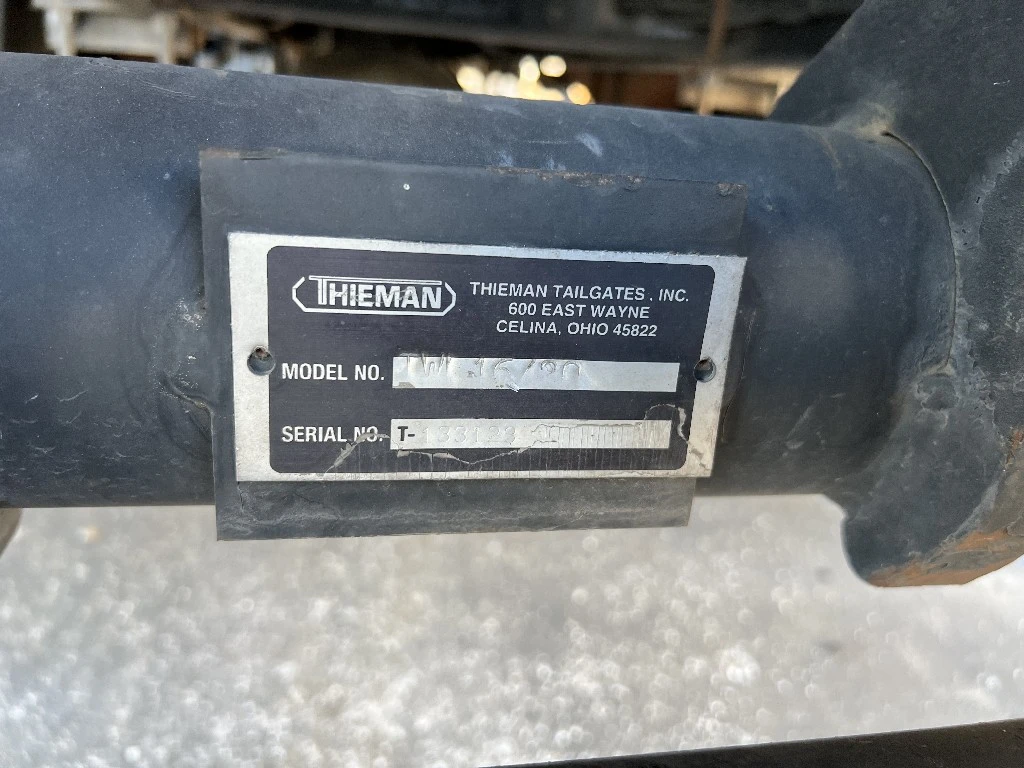 THIEMAN
THIEMAN TAILGATES. INC.
600 EAST WAYNE
CELINA, OHIO 45822
MODEL NO.
SERIAL NO. T-